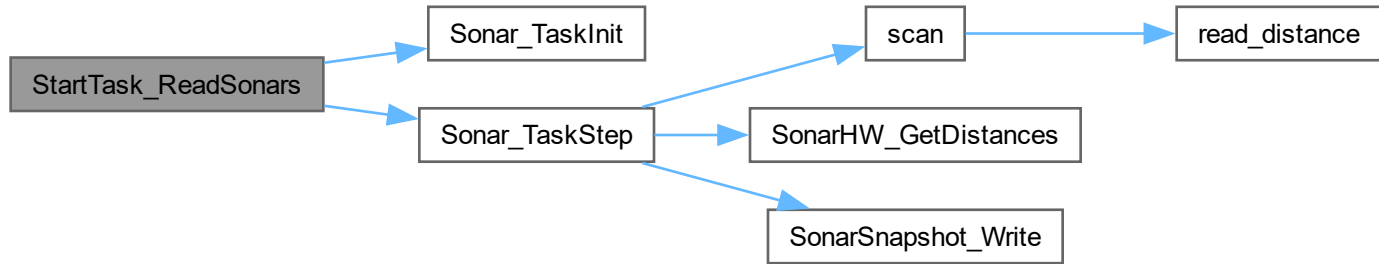 StartTask_ReadSonars
Sonar_TaskInit
Sonar_TaskStep
scan
read_distance
SonarHW_GetDistances
SonarSnapshot_Write